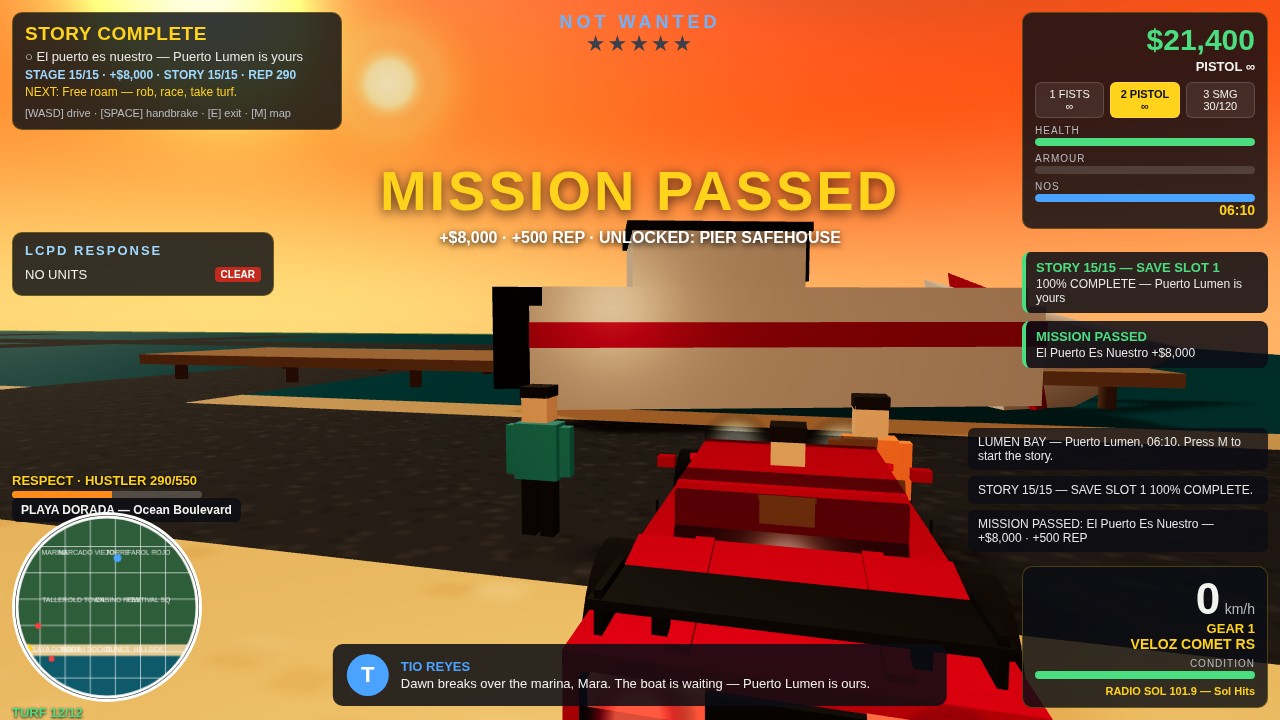 STORY COMPLETE
○ El puerto es nuestro — Puerto Lumen is yours
STAGE 15/15 · +$8,000 · STORY 15/15 · REP 290
NEXT: Free roam — rob, race, take turf.
[WASD] drive · [SPACE] handbrake · [E] exit · [M] map
NOT WANTED
★★★★★
$21,400
PISTOL ∞
1 FISTS
∞
2 PISTOL
∞
3 SMG
30/120
HEALTH
ARMOUR
NOS
06:10
MISSION PASSED
+$8,000 · +500 REP · UNLOCKED: PIER SAFEHOUSE
LCPD RESPONSE
NO UNITS
CLEAR
STORY 15/15 — SAVE SLOT 1
100% COMPLETE — Puerto Lumen is
yours
MISSION PASSED
El Puerto Es Nuestro +$8,000
LUMEN BAY — Puerto Lumen, 06:10. Press M to
start the story.
STORY 15/15 — SAVE SLOT 1 100% COMPLETE.
MISSION PASSED: El Puerto Es Nuestro —
+$8,000 · +500 REP
RESPECT · HUSTLER 290/550
PLAYA DORADA — Ocean Boulevard
FAROL ROJO
HILLSIDE
TURF 12/12
T
TIO REYES
Dawn breaks over the marina, Mara. The boat is waiting — Puerto Lumen is ours.
0 km/h
GEAR 1
VELOZ COMET RS
CONDITION
RADIO SOL 101.9 — Sol Hits